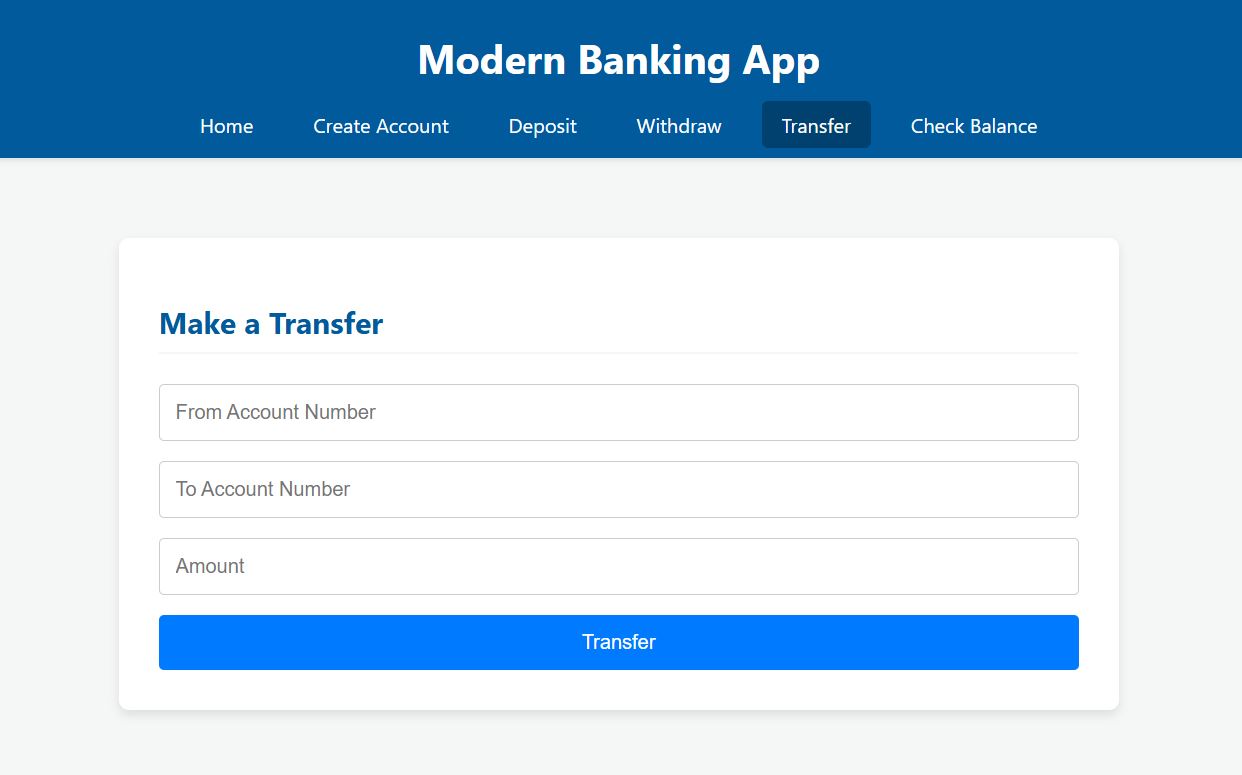 Modern Banking App
Home Create Account Deposit Withdraw Transfer Check Balance
Make a Transfer
From Account Number
To Account Number
Amount
Transfer